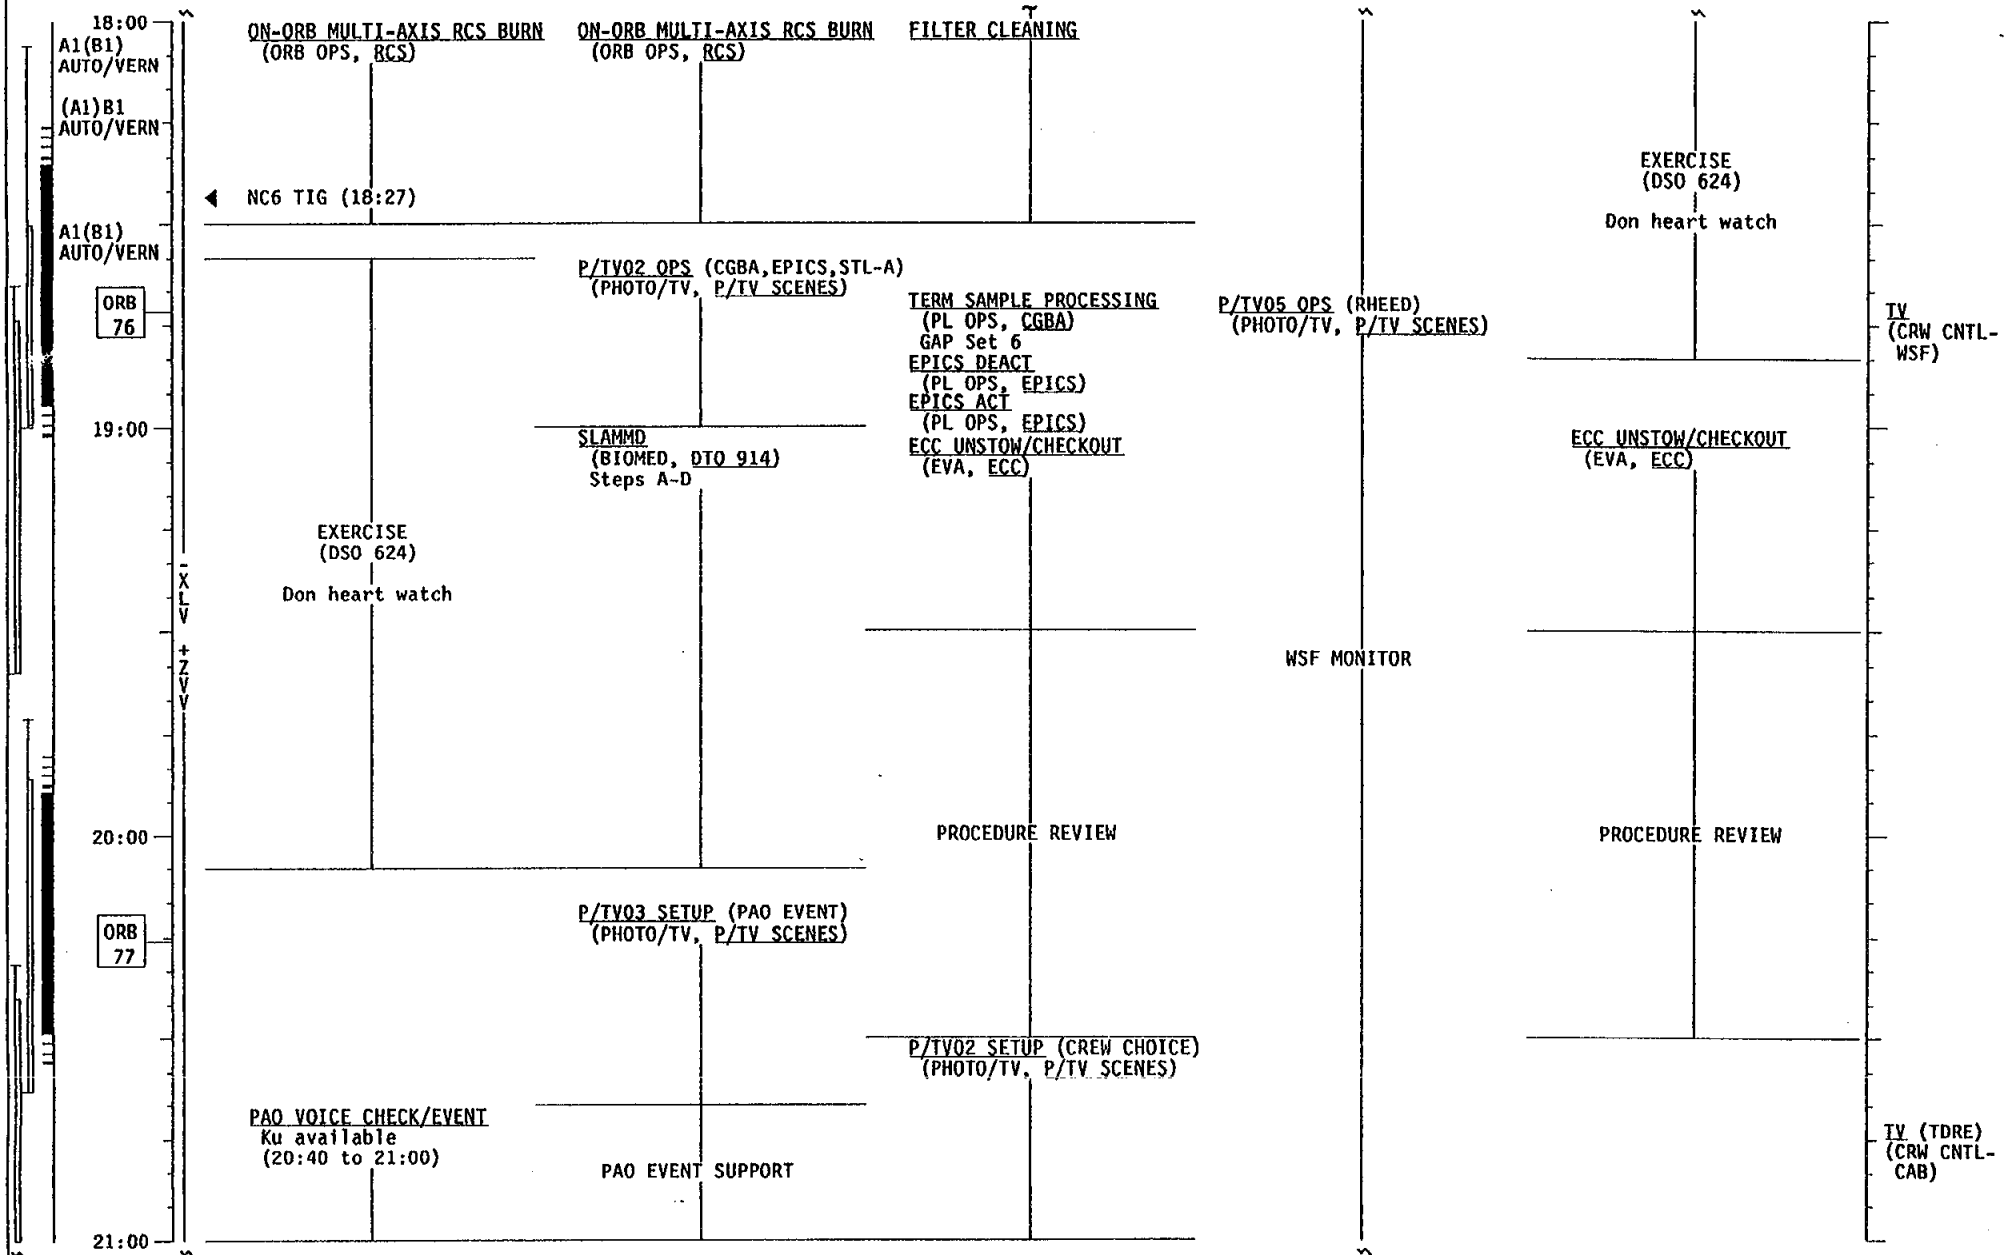 18:00
A1(B1)
AUTO/VERN
(A1)B1
AUTO/VERN
A1(B1)
AUTO/VERN
ORB
76
19:00
20:00
ORB
77
21:00
-XLV +ZVV
ON-ORB MULTI-AXIS RCS BURN
(ORB OPS, RCS)
NC6 TIG (18:27)
EXERCISE
(DSO 624)
Don heart watch
PAO VOICE CHECK/EVENT
Ku available
(20:40 to 21:00)
ON-ORB MULTI-AXIS RCS BURN
(ORB OPS, RCS)
P/TV02 OPS (CGBA,EPICS,STL-A)
(PHOTO/TV, P/TV SCENES)
SLAMMD
(BIOMED, DTO 914)
Steps A-D
P/TV03 SETUP (PAO EVENT)
(PHOTO/TV, P/TV SCENES)
PAO EVENT SUPPORT
FILTER CLEANING
TERM SAMPLE PROCESSING
(PL OPS, CGBA)
GAP Set 6
EPICS DEACT
(PL OPS, EPICS)
EPICS ACT
(PL OPS, EPICS)
ECC UNSTOW/CHECKOUT
(EVA, ECC)
PROCEDURE REVIEW
P/TV02 SETUP (CREW CHOICE)
(PHOTO/TV, P/TV SCENES)
P/TV05 OPS (RHEED)
(PHOTO/TV, P/TV SCENES)
WSF MONITOR
EXERCISE
(DSO 624)
Don heart watch
ECC UNSTOW/CHECKOUT
(EVA, ECC)
PROCEDURE REVIEW
TV
(CRW CNTL-
WSF)
TV (TDRE)
(CRW CNTL-
CAB)